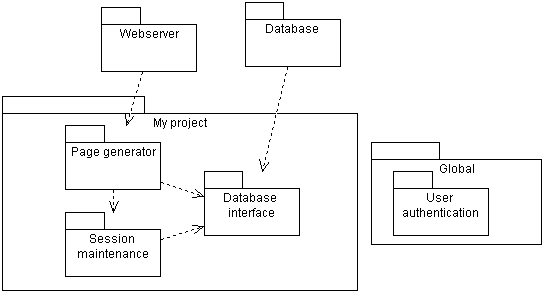 Webserver
Database
My project
Page generator
Database
interface
Session
maintenance
Global
User
authentication